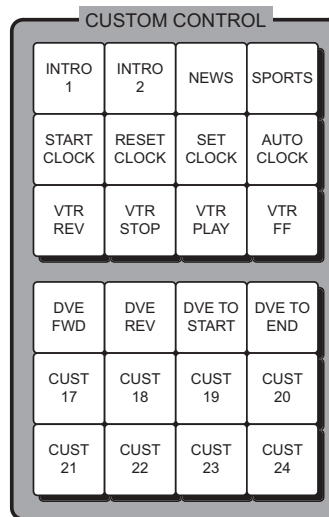 CUSTOM CONTROL
INTRO 1 INTRO 2 NEWS SPORTS
START CLOCK RESET CLOCK SET CLOCK AUTO CLOCK
VTR REV VTR STOP VTR PLAY VTR FF
DVE FWD DVE REV DVE TO START DVE TO END
CUST 17 CUST 18 CUST 19 CUST 20
CUST 21 CUST 22 CUST 23 CUST 24